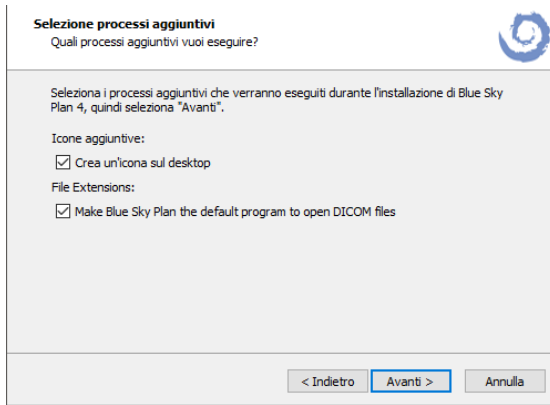 Selezione processi aggiuntivi
Quali processi aggiuntivi vuoi eseguire?
Seleziona i processi aggiuntivi che verranno eseguiti durante l'installazione di Blue Sky
Plan 4, quindi seleziona "Avanti".
Icone aggiuntive:
Crea un'icona sul desktop
File Extensions:
Make Blue Sky Plan the default program to open DICOM files
< Indietro
Avanti >
Annulla